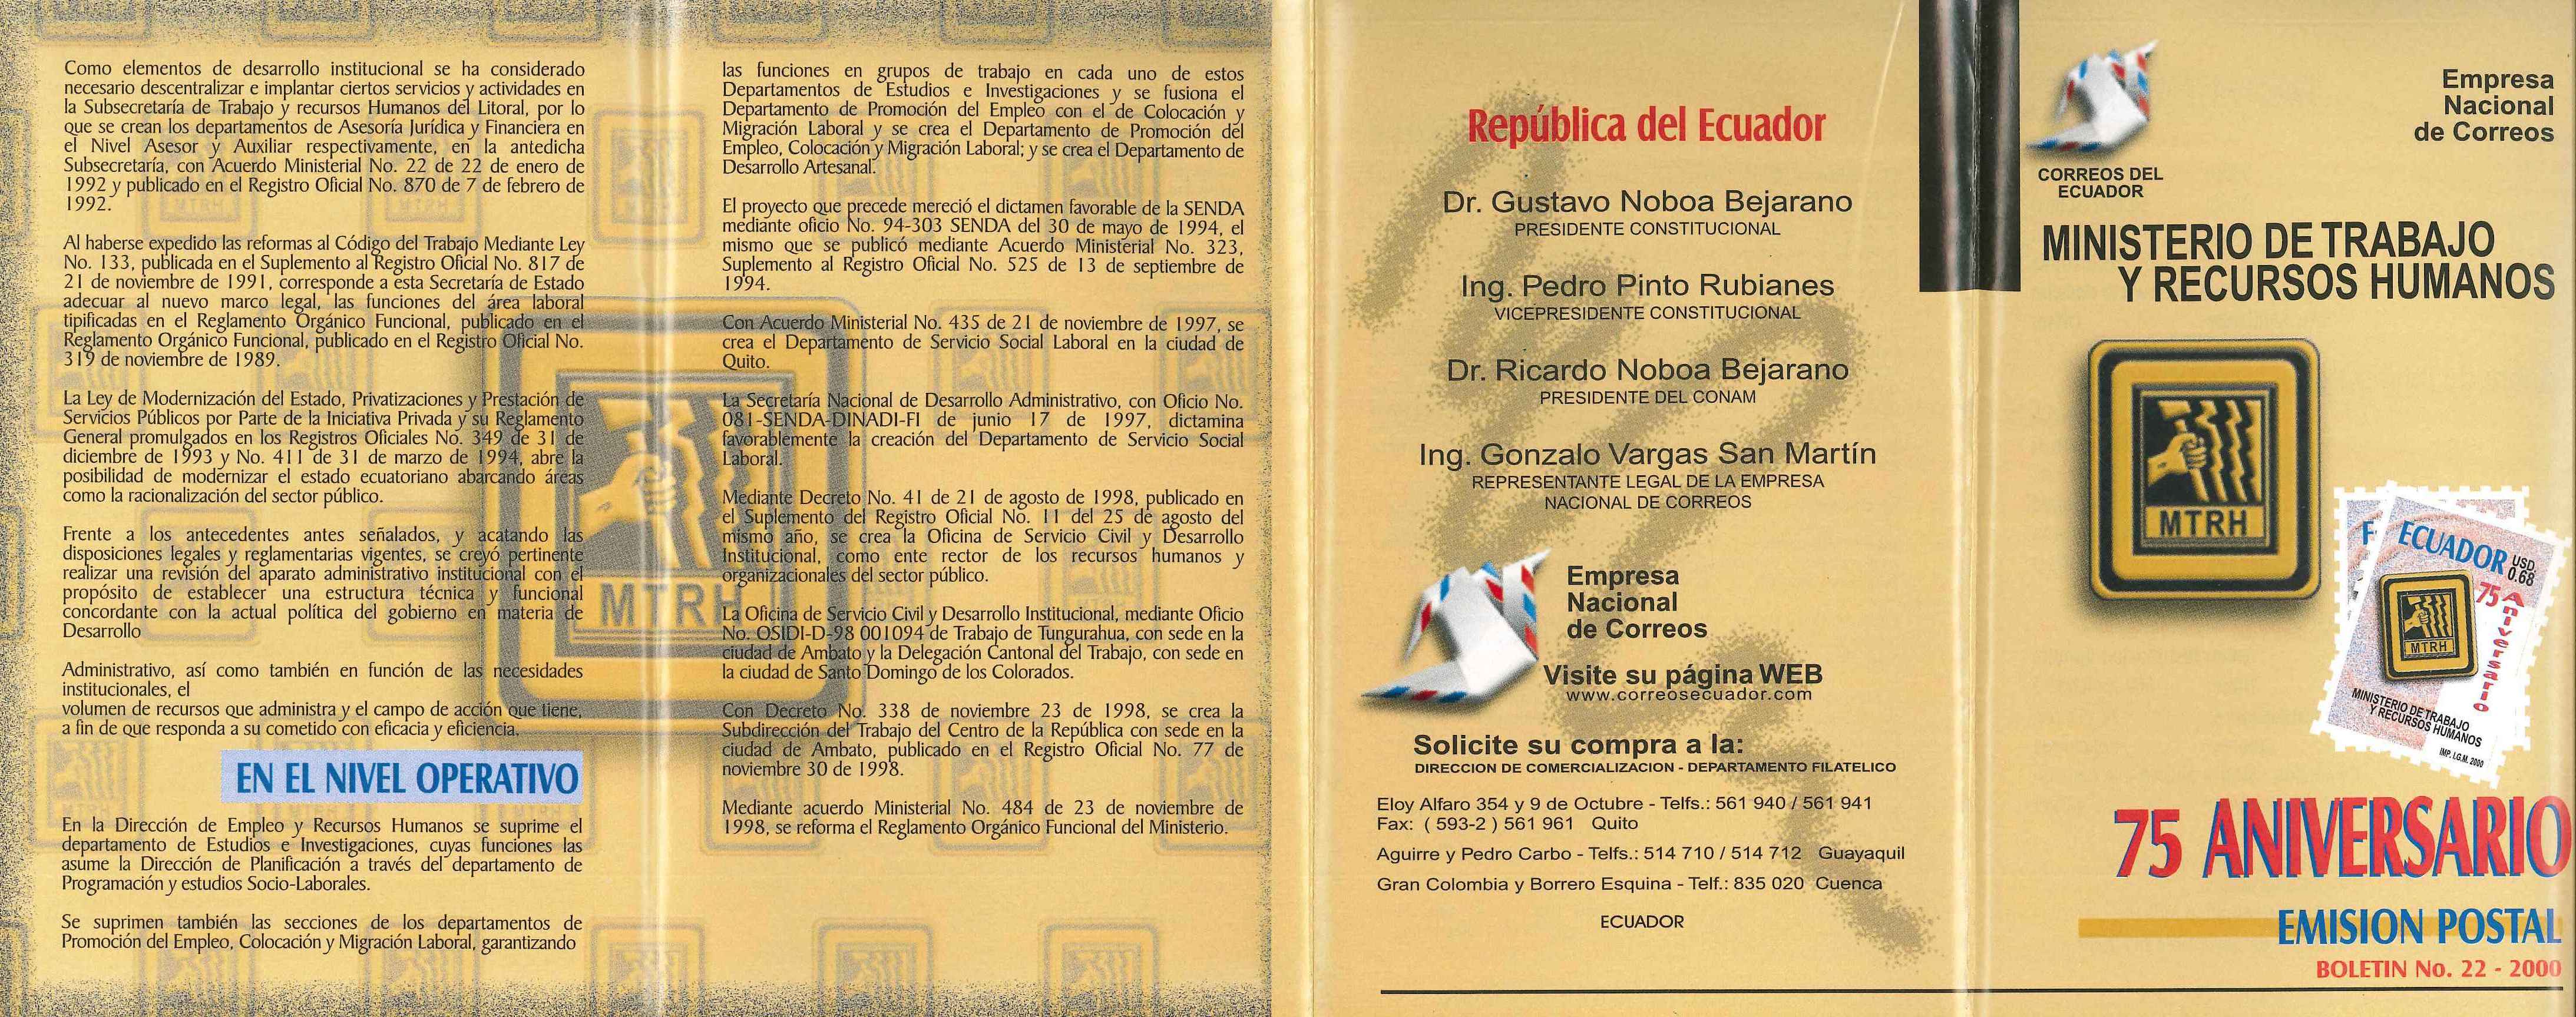 Como elementos de desarrollo institucional se ha considerado
necesario descentralizar e implantar ciertos servicios y actividades en
la Subsecretaría de Trabajo y recursos Humanos del Litoral, por lo
que se crean los departamentos de Asesoría Jurídica y Financiera en
el Nivel Asesor y Auxiliar respectivamente, en la antedicha
Subsecretaría, con Acuerdo Ministerial No. 22 de 22 de enero de
1992 y publicado en el Registro Oficial No. 870 de 7 de febrero de
1992.
Al haberse expedido las reformas al Código del Trabajo Mediante Ley
No. 133, publicada en el Suplemento al Registro Oficial No. 817 de
21 de noviembre de 1991, corresponde a esta Secretaría de Estado
adecuar al nuevo marco legal, las funciones del área laboral
tipificadas en el Reglamento Orgánico Funcional, publicado en el
Reglamento Orgánico Funcional, publicado en el Registro Oficial No.
319 de noviembre de 1989.
La Ley de Modernización del Estado, Privatizaciones y Prestación de
Servicios Públicos por Parte de la Iniciativa Privada y su Reglamento
General promulgados en los Registros Oficiales No. 349 de 31 de
diciembre de 1993 y No. 411 de 31 de marzo de 1994, abre la
posibilidad de modernizar el estado ecuatoriano abarcando áreas
como la racionalización del sector público.
Frente a los antecedentes antes señalados, y acatando las
disposiciones legales y reglamentarias vigentes, se creyó pertinente
realizar una revisión del aparato administrativo institucional con el
propósito de establecer una estructura técnica y funcional
concordante con la actual política del gobierno en materia de
Desarrollo
Administrativo, así como también en función de las necesidades
institucionales, el
volumen de recursos que administra y el campo de acción que tiene,
a fin de que responda a su cometido con eficacia y eficiencia.
EN EL NIVEL OPERATIVO
En la Dirección de Empleo y Recursos Humanos se suprime el
departamento de Estudios e Investigaciones, cuyas funciones las
asume la Dirección de Planificación a través del departamento de
Programación y estudios Socio-Laborales.
Se suprimen también las secciones de los departamentos de
Promoción del Empleo, Colocación y Migración Laboral, garantizando
las funciones en grupos de trabajo en cada uno de estos
Departamentos de Estudios e Investigaciones y se fusiona el
Departamento de Promoción del Empleo con el de Colocación y
Migración Laboral y se crea el Departamento de Promoción del
Empleo, Colocación y Migración Laboral; y se crea el Departamento de
Desarrollo Artesanal.
El proyecto que precede mereció el dictamen favorable de la SENDA
mediante oficio No. 94-303 SENDA del 30 de mayo de 1994, el
mismo que se publicó mediante Acuerdo Ministerial No. 323,
Suplemento al Registro Oficial No. 525 de 13 de septiembre de
1994.
Con Acuerdo Ministerial No. 435 de 21 de noviembre de 1997, se
crea el Departamento de Servicio Social Laboral en la ciudad de
Quito.
La Secretaría Nacional de Desarrollo Administrativo, con Oficio No.
081-SENDA-DINADI-FI de junio 17 de 1997, dictamina
favorablemente la creación del Departamento de Servicio Social
Laboral.
Mediante Decreto No. 41 de 21 de agosto de 1998, publicado en
el Suplemento del Registro Oficial No. 11 del 25 de agosto del
mismo año, se crea la Oficina de Servicio Civil y Desarrollo
Institucional, como ente rector de los recursos humanos y
organizacionales del sector público.
La Oficina de Servicio Civil y Desarrollo Institucional, mediante Oficio
No. OSIDI-D-98 001094 de Trabajo de Tungurahua, con sede en la
ciudad de Ambato y la Delegación Cantonal del Trabajo, con sede en
la ciudad de Santo Domingo de los Colorados.
Con Decreto No. 338 de noviembre 23 de 1998, se crea la
Subdirección del Trabajo del Centro de la República con sede en la
ciudad de Ambato, publicado en el Registro Oficial No. 77 de
noviembre 30 de 1998.
Mediante acuerdo Ministerial No. 484 de 23 de noviembre de
1998, se reforma el Reglamento Orgánico Funcional del Ministerio.
MTRH
República del Ecuador
Dr. Gustavo Noboa Bejarano
PRESIDENTE CONSTITUCIONAL
Ing. Pedro Pinto Rubianes
VICEPRESIDENTE CONSTITUCIONAL
Dr. Ricardo Noboa Bejarano
PRESIDENTE DEL CONAM
Ing. Gonzalo Vargas San Martín
REPRESENTANTE LEGAL DE LA EMPRESA
NACIONAL DE CORREOS
Empresa
Nacional
de Correos
Visite su página WEB
www.correosecuador.com
Solicite su compra a la:
DIRECCION DE COMERCIALIZACION - DEPARTAMENTO FILATELICO
Eloy Alfaro 354 y 9 de Octubre - Telfs.: 561 940 / 561 941
Fax: ( 593-2 ) 561 961 Quito
Aguirre y Pedro Carbo - Telfs.: 514 710 / 514 712 Guayaquil
Gran Colombia y Borrero Esquina - Telf.: 835 020 Cuenca
ECUADOR
CORREOS DEL
ECUADOR
Empresa
Nacional
de Correos
MINISTERIO DE TRABAJO
Y RECURSOS HUMANOS
MTRH
ECUADOR USD.
0.68
75 Aniversario
MTRH
MINISTERIO DE TRABAJO
Y RECURSOS HUMANOS
IMP. I.G.M. 2000
75 ANIVERSARIO
EMISION POSTAL
BOLETIN No. 22 - 2000